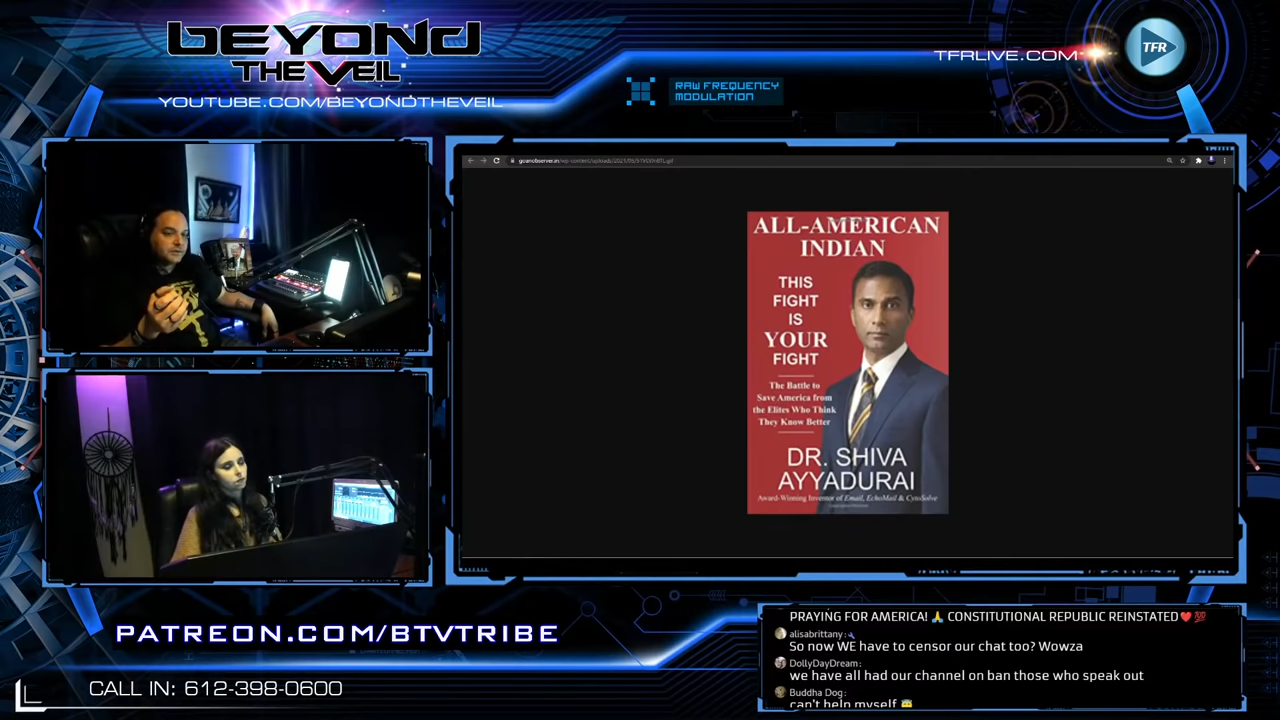 BEYOND
THE VEIL
YOUTUBE.COM/BEYONDTHEVEIL
TFRLIVE.COM
TFR
RAW FREQUENCY
MODULATION
ALL-AMERICAN
INDIAN
THIS
FIGHT
IS
YOUR
FIGHT
The Battle to
Save America from
the Elites Who Think
They Know Better
DR. SHIVA
AYYADURAI
Award-Winning Inventor of Email, EchoMail & CytoSolve
PATREON.COM/BTVTRIBE
CALL IN: 612-398-0600
PRAYING FOR AMERICA! 🙏 CONSTITUTIONAL REPUBLIC REINSTATED❤️💯
alisabrittany:🔧
So now WE have to censor our chat too? Wowza
DollyDayDream:
we have all had our channel on ban those who speak out
Buddha Dog:
can't help myself 😇